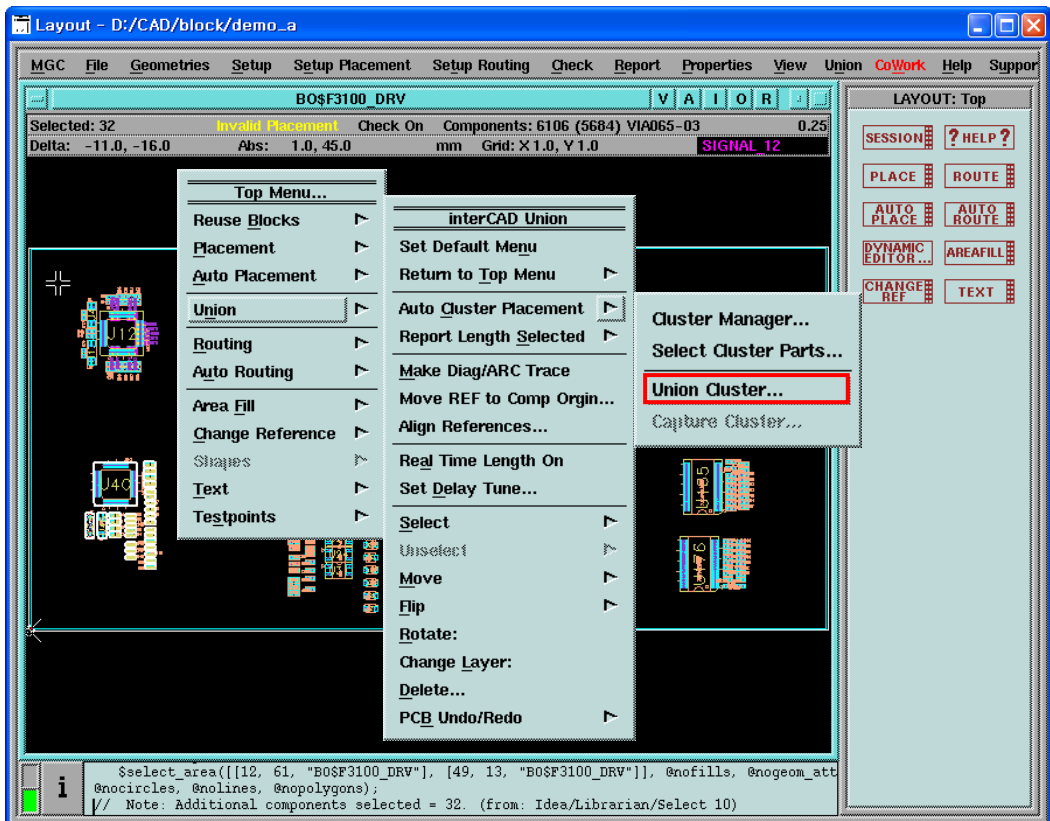 Layout - D:/CAD/block/demo_a
MGC File Geometries Setup Setup Placement Setup Routing Check Report Properties View Union CoWork Help Suppor
BO$F3100_DRV V A I O R
LAYOUT: Top
Selected: 32 Invalid Placement Check On Components: 6106 (5684) VIA065-03 0.25
Delta: -11.0, -16.0 Abs: 1.0, 45.0 mm Grid: X 1.0, Y 1.0 SIGNAL_12
SESSION ? HELP ?
PLACE ROUTE
AUTO PLACE AUTO ROUTE
DYNAMIC EDITOR... AREAFILL
CHANGE REF TEXT
Top Menu...
Reuse Blocks
Placement
Auto Placement
Union
Routing
Auto Routing
Area Fill
Change Reference
Shapes
Text
Testpoints
interCAD Union
Set Default Menu
Return to Top Menu
Auto Cluster Placement
Report Length Selected
Make Diag/ARC Trace
Move REF to Comp Orgin...
Align References...
Real Time Length On
Set Delay Tune...
Select
Unselect
Move
Flip
Rotate:
Change Layer:
Delete...
PCB Undo/Redo
Cluster Manager...
Select Cluster Parts...
Union Cluster...
Capture Cluster...
J12
J40
i
$select_area([[12, 61, "BO$F3100_DRV"], [49, 13, "BO$F3100_DRV"]], @nofills, @nogeom_att
@nocircles, @nolines, @nopolygons);
// Note: Additional components selected = 32. (from: Idea/Librarian/Select 10)